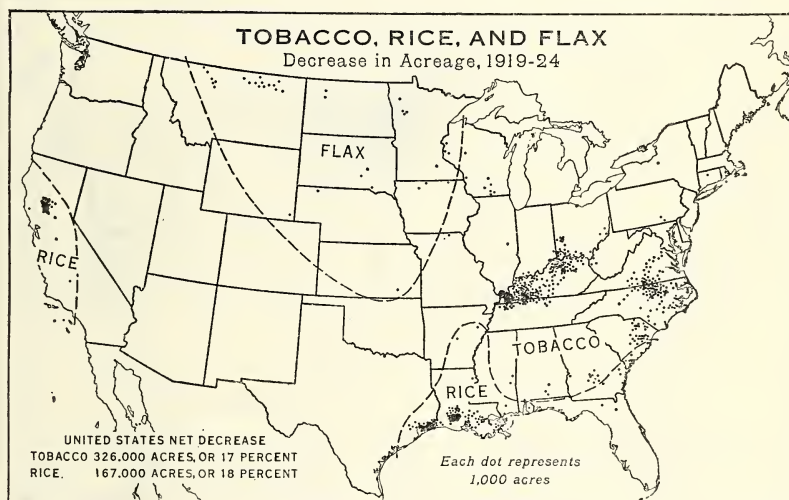 TOBACCO, RICE, AND FLAX
Decrease in Acreage, 1919-24
FLAX
RICE
TOBACCO
RICE
UNITED STATES NET DECREASE
TOBACCO 326.000 ACRES, OR 17 PERCENT
RICE. 167.000 ACRES, OR 18 PERCENT
Each dot represents
1,000 acres